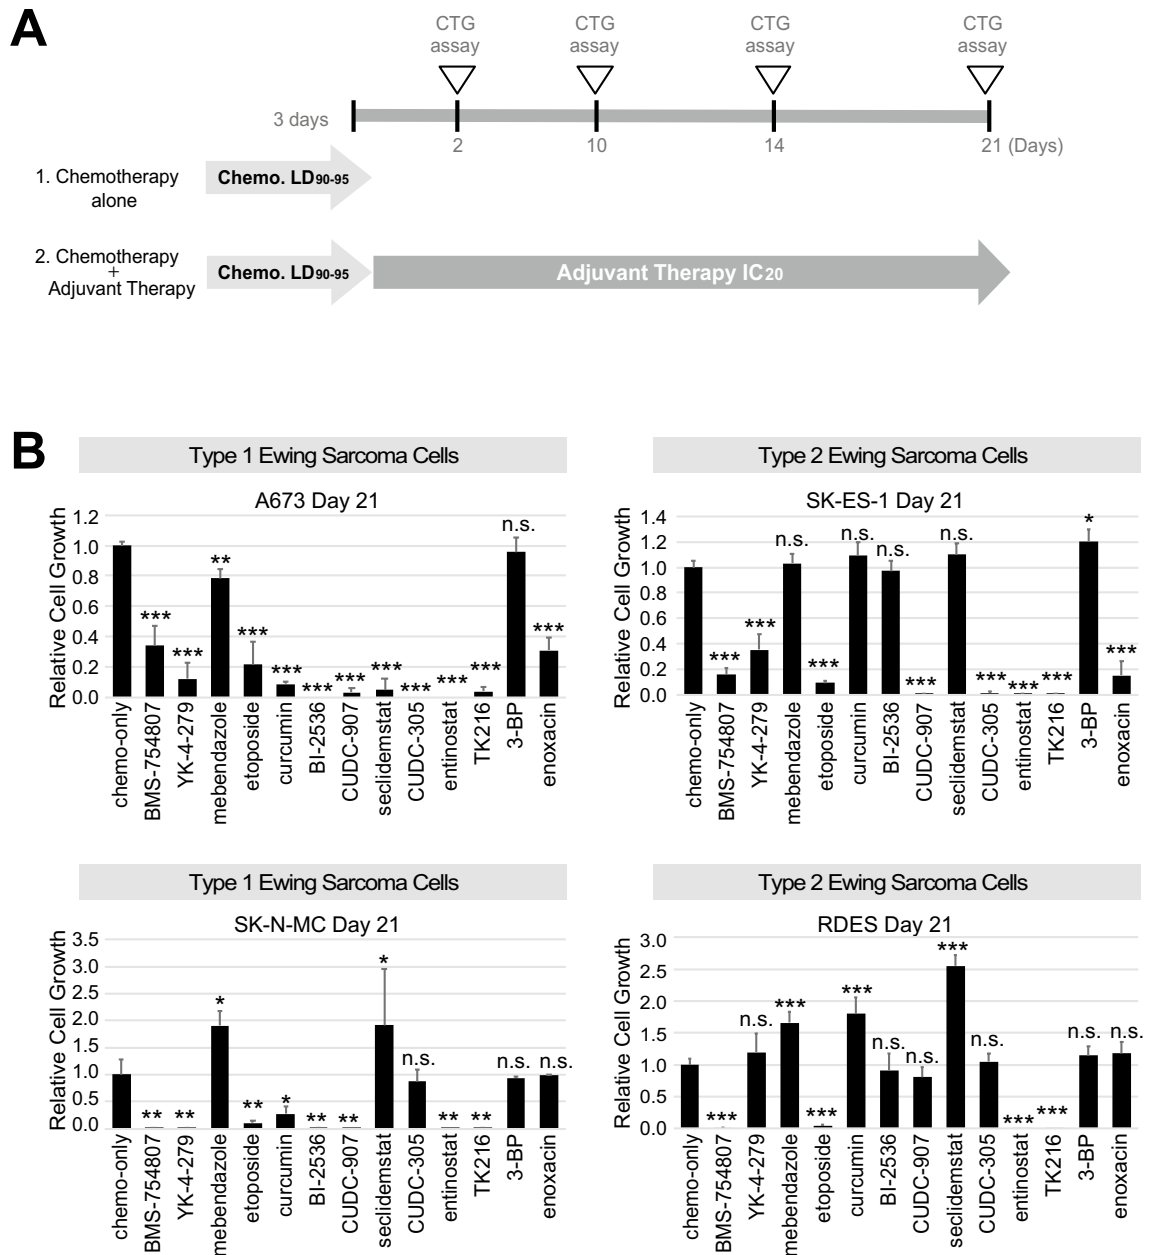 A
CTG assay
CTG assay
CTG assay
CTG assay
3 days
2
10
14
21 (Days)
1. Chemotherapy alone
Chemo. LD90-95
2. Chemotherapy + Adjuvant Therapy
Chemo. LD90-95
Adjuvant Therapy IC20
B
Type 1 Ewing Sarcoma Cells
A673 Day 21
Relative Cell Growth
1.2
1.0
0.8
0.6
0.4
0.2
0.0
***
***
**
***
***
***
***
***
***
***
***
n.s.
***
chemo-only
BMS-754807
YK-4-279
mebendazole
etoposide
curcumin
BI-2536
CUDC-907
seclidemstat
CUDC-305
entinostat
TK216
3-BP
enoxacin
Type 2 Ewing Sarcoma Cells
SK-ES-1 Day 21
Relative Cell Growth
1.4
1.2
1.0
0.8
0.6
0.4
0.2
0.0
***
***
n.s.
***
n.s.
n.s.
***
n.s.
***
***
***
*
***
chemo-only
BMS-754807
YK-4-279
mebendazole
etoposide
curcumin
BI-2536
CUDC-907
seclidemstat
CUDC-305
entinostat
TK216
3-BP
enoxacin
Type 1 Ewing Sarcoma Cells
SK-N-MC Day 21
Relative Cell Growth
3.5
3.0
2.0
1.5
1.0
0.5
0.0
**
**
*
**
*
**
**
*
n.s.
**
**
n.s.
n.s.
chemo-only
BMS-754807
YK-4-279
mebendazole
etoposide
curcumin
BI-2536
CUDC-907
seclidemstat
CUDC-305
entinostat
TK216
3-BP
enoxacin
Type 2 Ewing Sarcoma Cells
RDES Day 21
Relative Cell Growth
3.0
2.5
2.0
1.5
1.0
0.5
0.0
***
n.s.
***
***
***
n.s.
n.s.
***
n.s.
***
***
n.s.
n.s.
chemo-only
BMS-754807
YK-4-279
mebendazole
etoposide
curcumin
BI-2536
CUDC-907
seclidemstat
CUDC-305
entinostat
TK216
3-BP
enoxacin